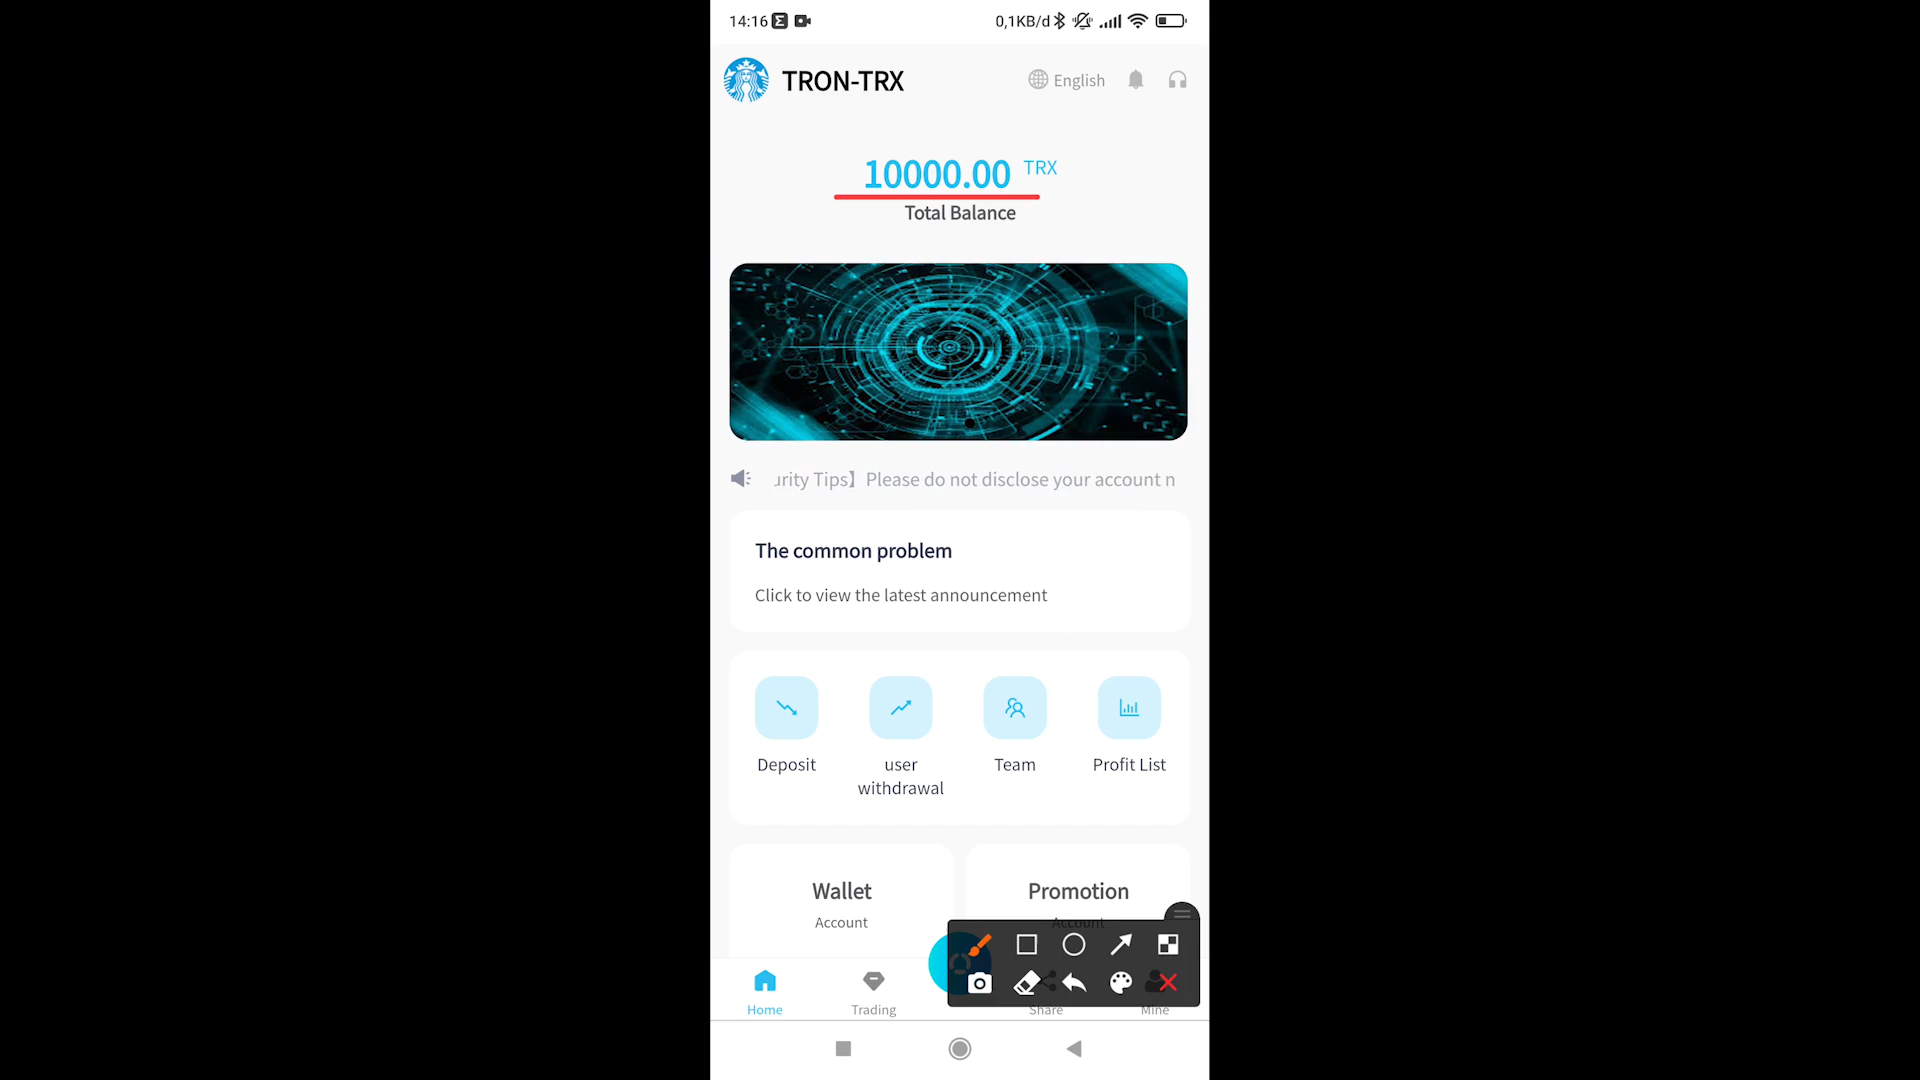 14:16 0,1KB/d
TRON-TRX English
10000.00 TRX
Total Balance
urity Tips】Please do not disclose your account n
The common problem
Click to view the latest announcement
Deposit user withdrawal Team Profit List
Wallet Promotion
Account Account
Home Trading Share Mine